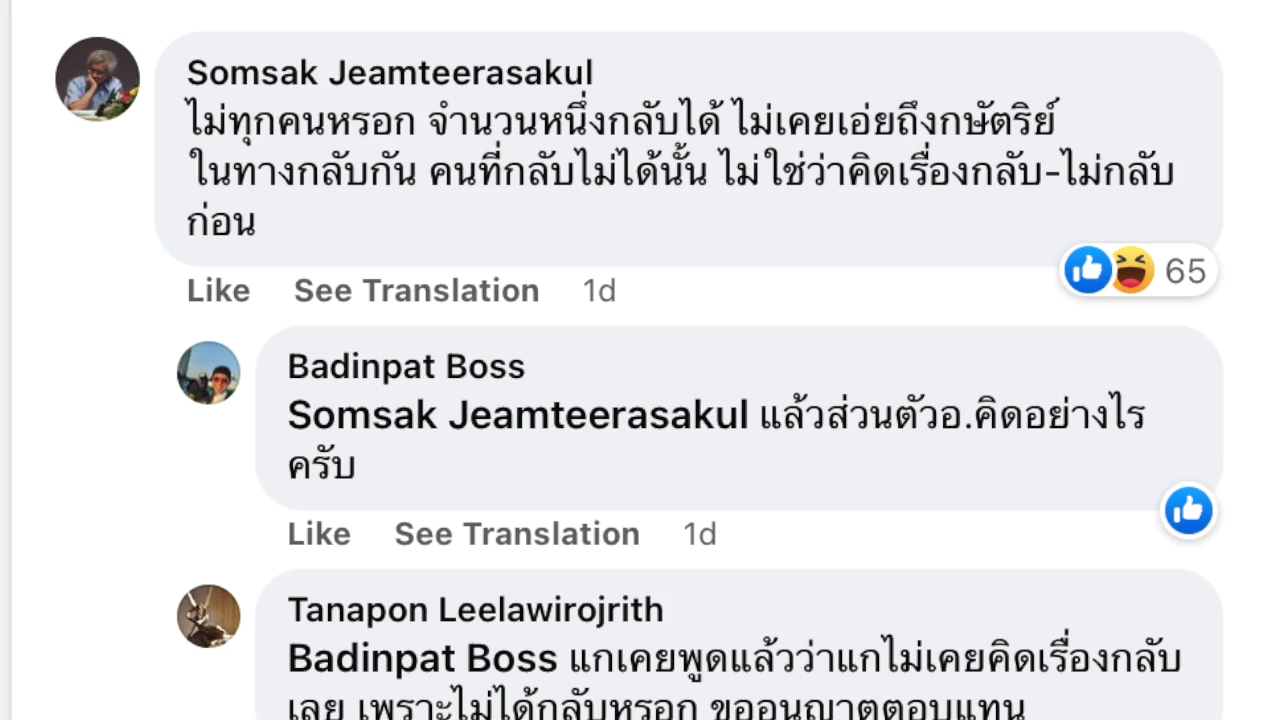 Somsak Jeamteerasakul
ไม่ทุกคนหรอก จำนวนหนึ่งกลับได้ ไม่เคยเอ่ยถึงกษัตริย์
ในทางกลับกัน คนที่กลับไม่ได้นั้น ไม่ใช่ว่าคิดเรื่องกลับ-ไม่กลับ
ก่อน
65
Like See Translation 1d
Badinpat Boss
Somsak Jeamteerasakul แล้วส่วนตัวอ.คิดอย่างไร
ครับ
Like See Translation 1d
Tanapon Leelawirojrith
Badinpat Boss แกเคยพูดแล้วว่าแกไม่เคยคิดเรื่องกลับ
เลย เพราะไม่ได้กลับหรอก ขออนุญาตตอบแทน